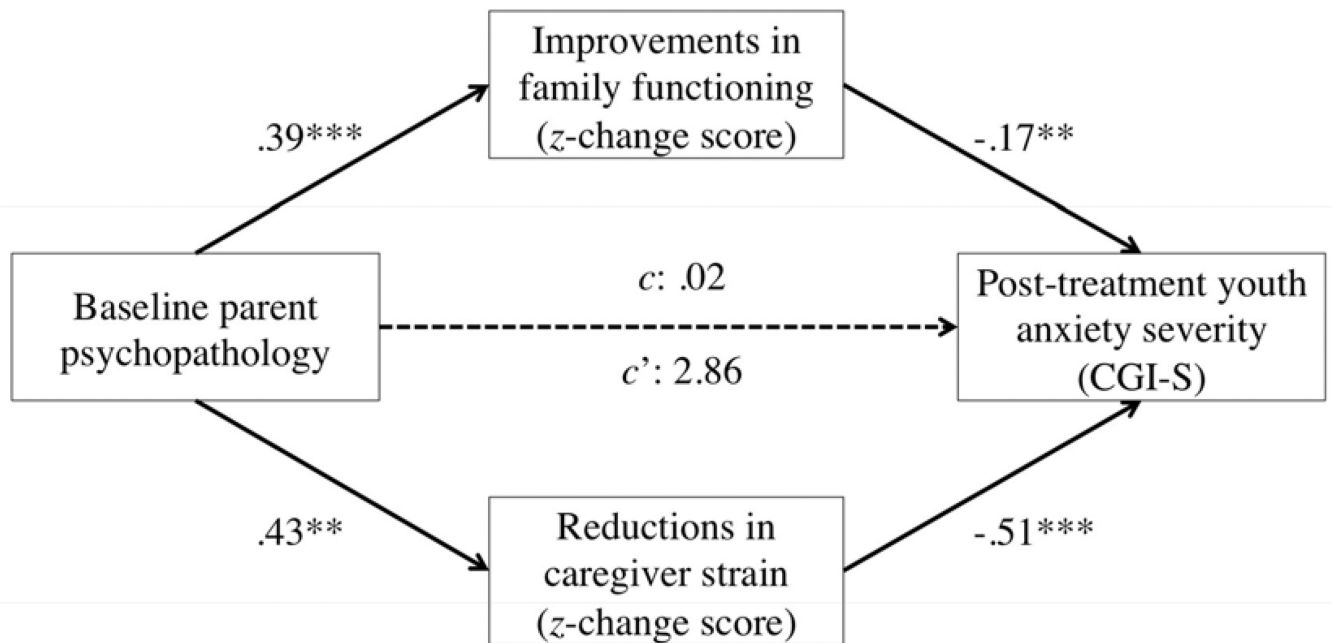 Improvements in
family functioning
(z-change score)
.39***
-.17**
Baseline parent
psychopathology
c: .02
c’: 2.86
Post-treatment youth
anxiety severity
(CGI-S)
.43**
-.51***
Reductions in
caregiver strain
(z-change score)